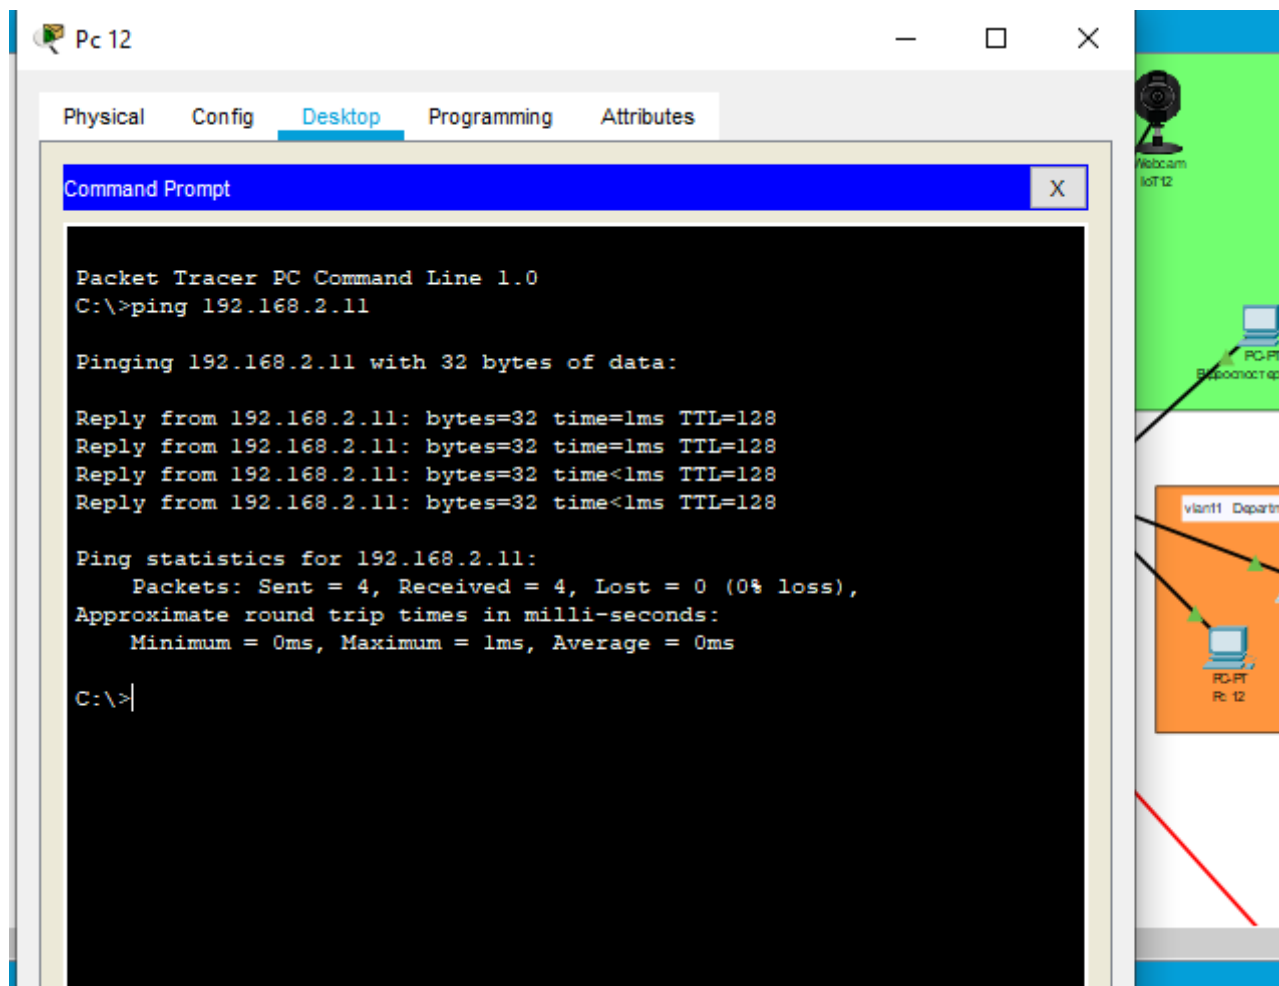 Pc 12
Physical Config Desktop Programming Attributes
Command Prompt X
Packet Tracer PC Command Line 1.0
C:\>ping 192.168.2.11
Pinging 192.168.2.11 with 32 bytes of data:
Reply from 192.168.2.11: bytes=32 time=1ms TTL=128
Reply from 192.168.2.11: bytes=32 time=1ms TTL=128
Reply from 192.168.2.11: bytes=32 time<1ms TTL=128
Reply from 192.168.2.11: bytes=32 time<1ms TTL=128
Ping statistics for 192.168.2.11:
Packets: Sent = 4, Received = 4, Lost = 0 (0% loss),
Approximate round trip times in milli-seconds:
Minimum = 0ms, Maximum = 1ms, Average = 0ms
C:\>
Webcam
IoT12
PC-PT
vlan11 Departm
PC-PT
Pc 12